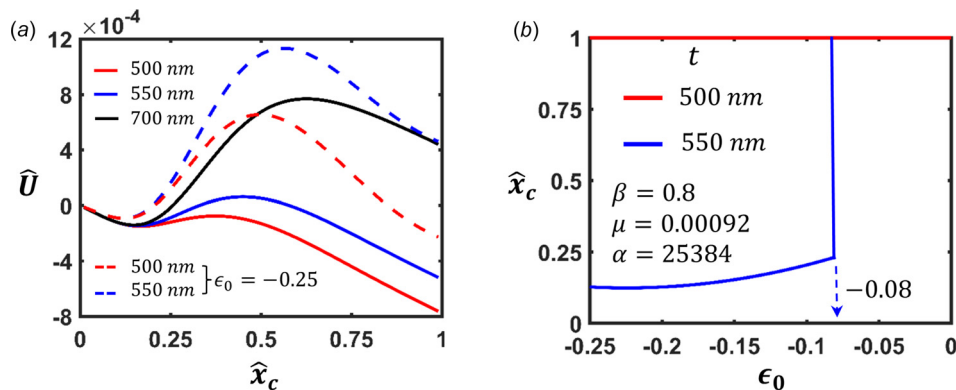 (a)
×10⁻⁴
12
8
4
0
-4
-8
Û
500 nm
550 nm
700 nm
500 nm
550 nm
ϵ₀ = −0.25
0 0.25 0.5 0.75 1
x̂c
(b)
1
0.75
0.5
0.25
0
x̂c
t
500 nm
550 nm
β = 0.8
μ = 0.00092
α = 25384
−0.08
-0.25 -0.2 -0.15 -0.1 -0.05 0
ϵ₀